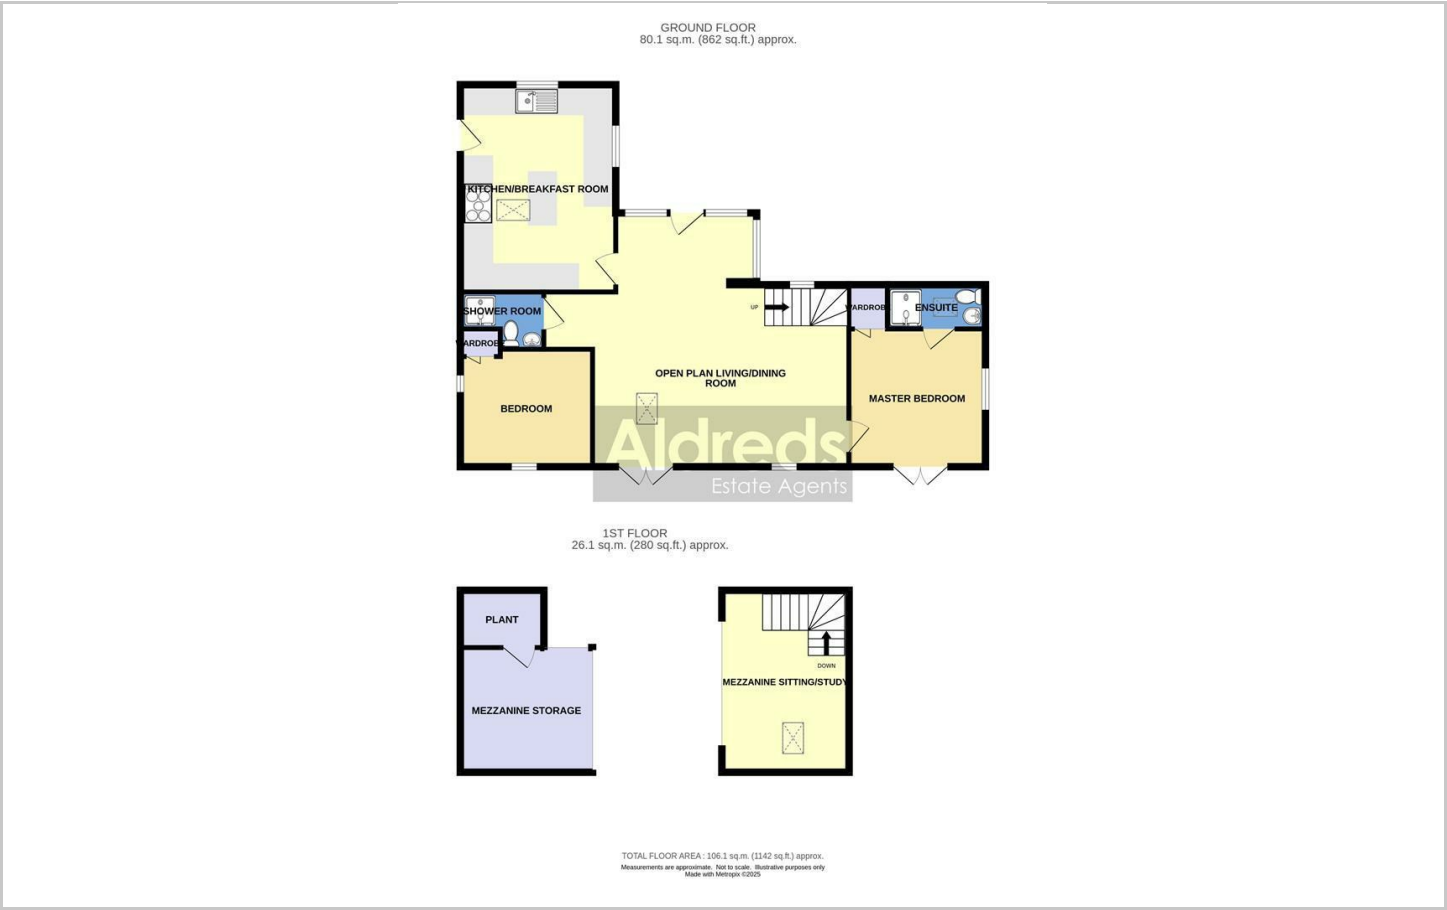 GROUND FLOOR
80.1 sq.m. (862 sq.ft.) approx.
KITCHEN/BREAKFAST ROOM
SHOWER ROOM
WARDROBE
BEDROOM
UP
OPEN PLAN LIVING/DINING
ROOM
WARDROBE
ENSUITE
MASTER BEDROOM
Aldreds
Estate Agents
1ST FLOOR
26.1 sq.m. (280 sq.ft.) approx.
PLANT
MEZZANINE STORAGE
DOWN
MEZZANINE SITTING/STUDY
TOTAL FLOOR AREA : 106.1 sq.m. (1142 sq.ft.) approx.
Measurements are approximate. Not to scale. Illustrative purposes only
Made with Metropix ©2025